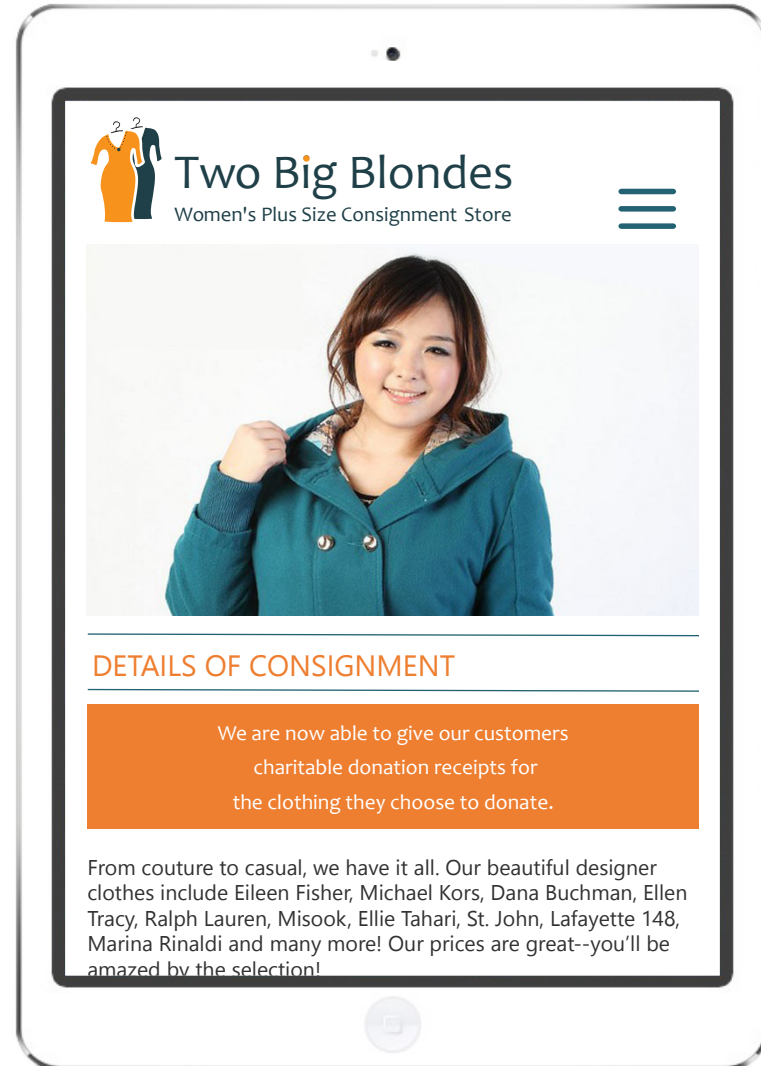 Two Big Blondes
Women's Plus Size Consignment Store
DETAILS OF CONSIGNMENT
We are now able to give our customers
charitable donation receipts for
the clothing they choose to donate.
From couture to casual, we have it all. Our beautiful designer
clothes include Eileen Fisher, Michael Kors, Dana Buchman, Ellen
Tracy, Ralph Lauren, Misook, Ellie Tahari, St. John, Lafayette 148,
Marina Rinaldi and many more! Our prices are great--you’ll be
amazed by the selection!